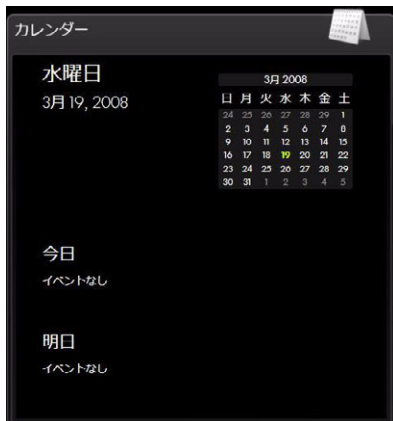 カレンダー
水曜日
3月 19, 2008
3月 2008
日 月 火 水 木 金 土
24 25 26 27 28 29 1
2 3 4 5 6 7 8
9 10 11 12 13 14 15
16 17 18 19 20 21 22
23 24 25 26 27 28 29
30 31 1 2 3 4 5
今日
イベントなし
明日
イベントなし